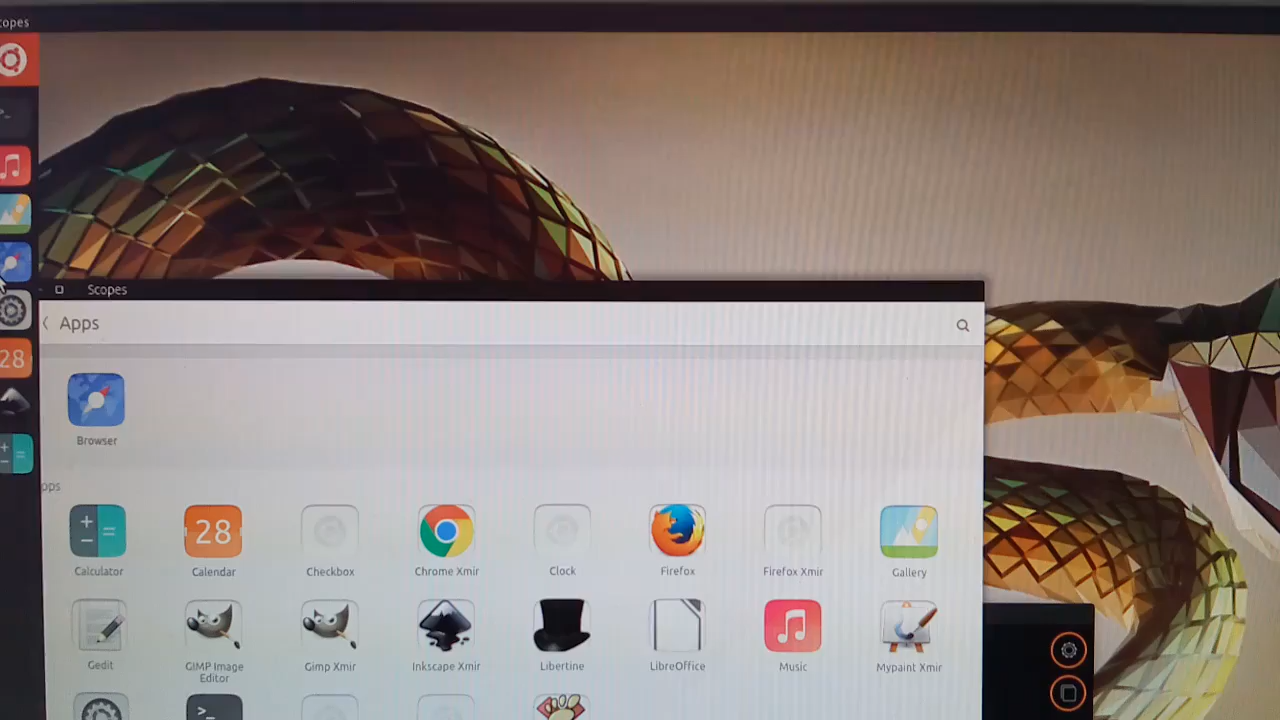 copes
Scopes
Apps
Browser
pps
28
28
Calculator
Calendar
Checkbox
Chrome Xmir
Clock
Firefox
Firefox Xmir
Gallery
Gedit
GIMP Image
Editor
Gimp Xmir
Inkscape Xmir
Libertine
LibreOffice
Music
Mypaint Xmir